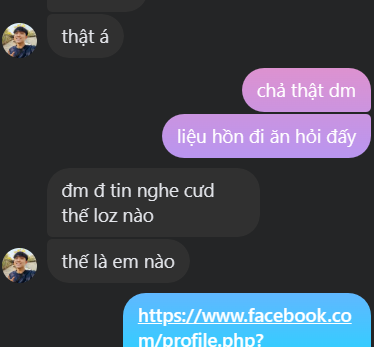 thật á
chả thật dm
liệu hồn đi ăn hỏi đấy
đm đ tin nghe cưd
thế loz nào
thế là em nào
https://www.facebook.co
m/profile.php?